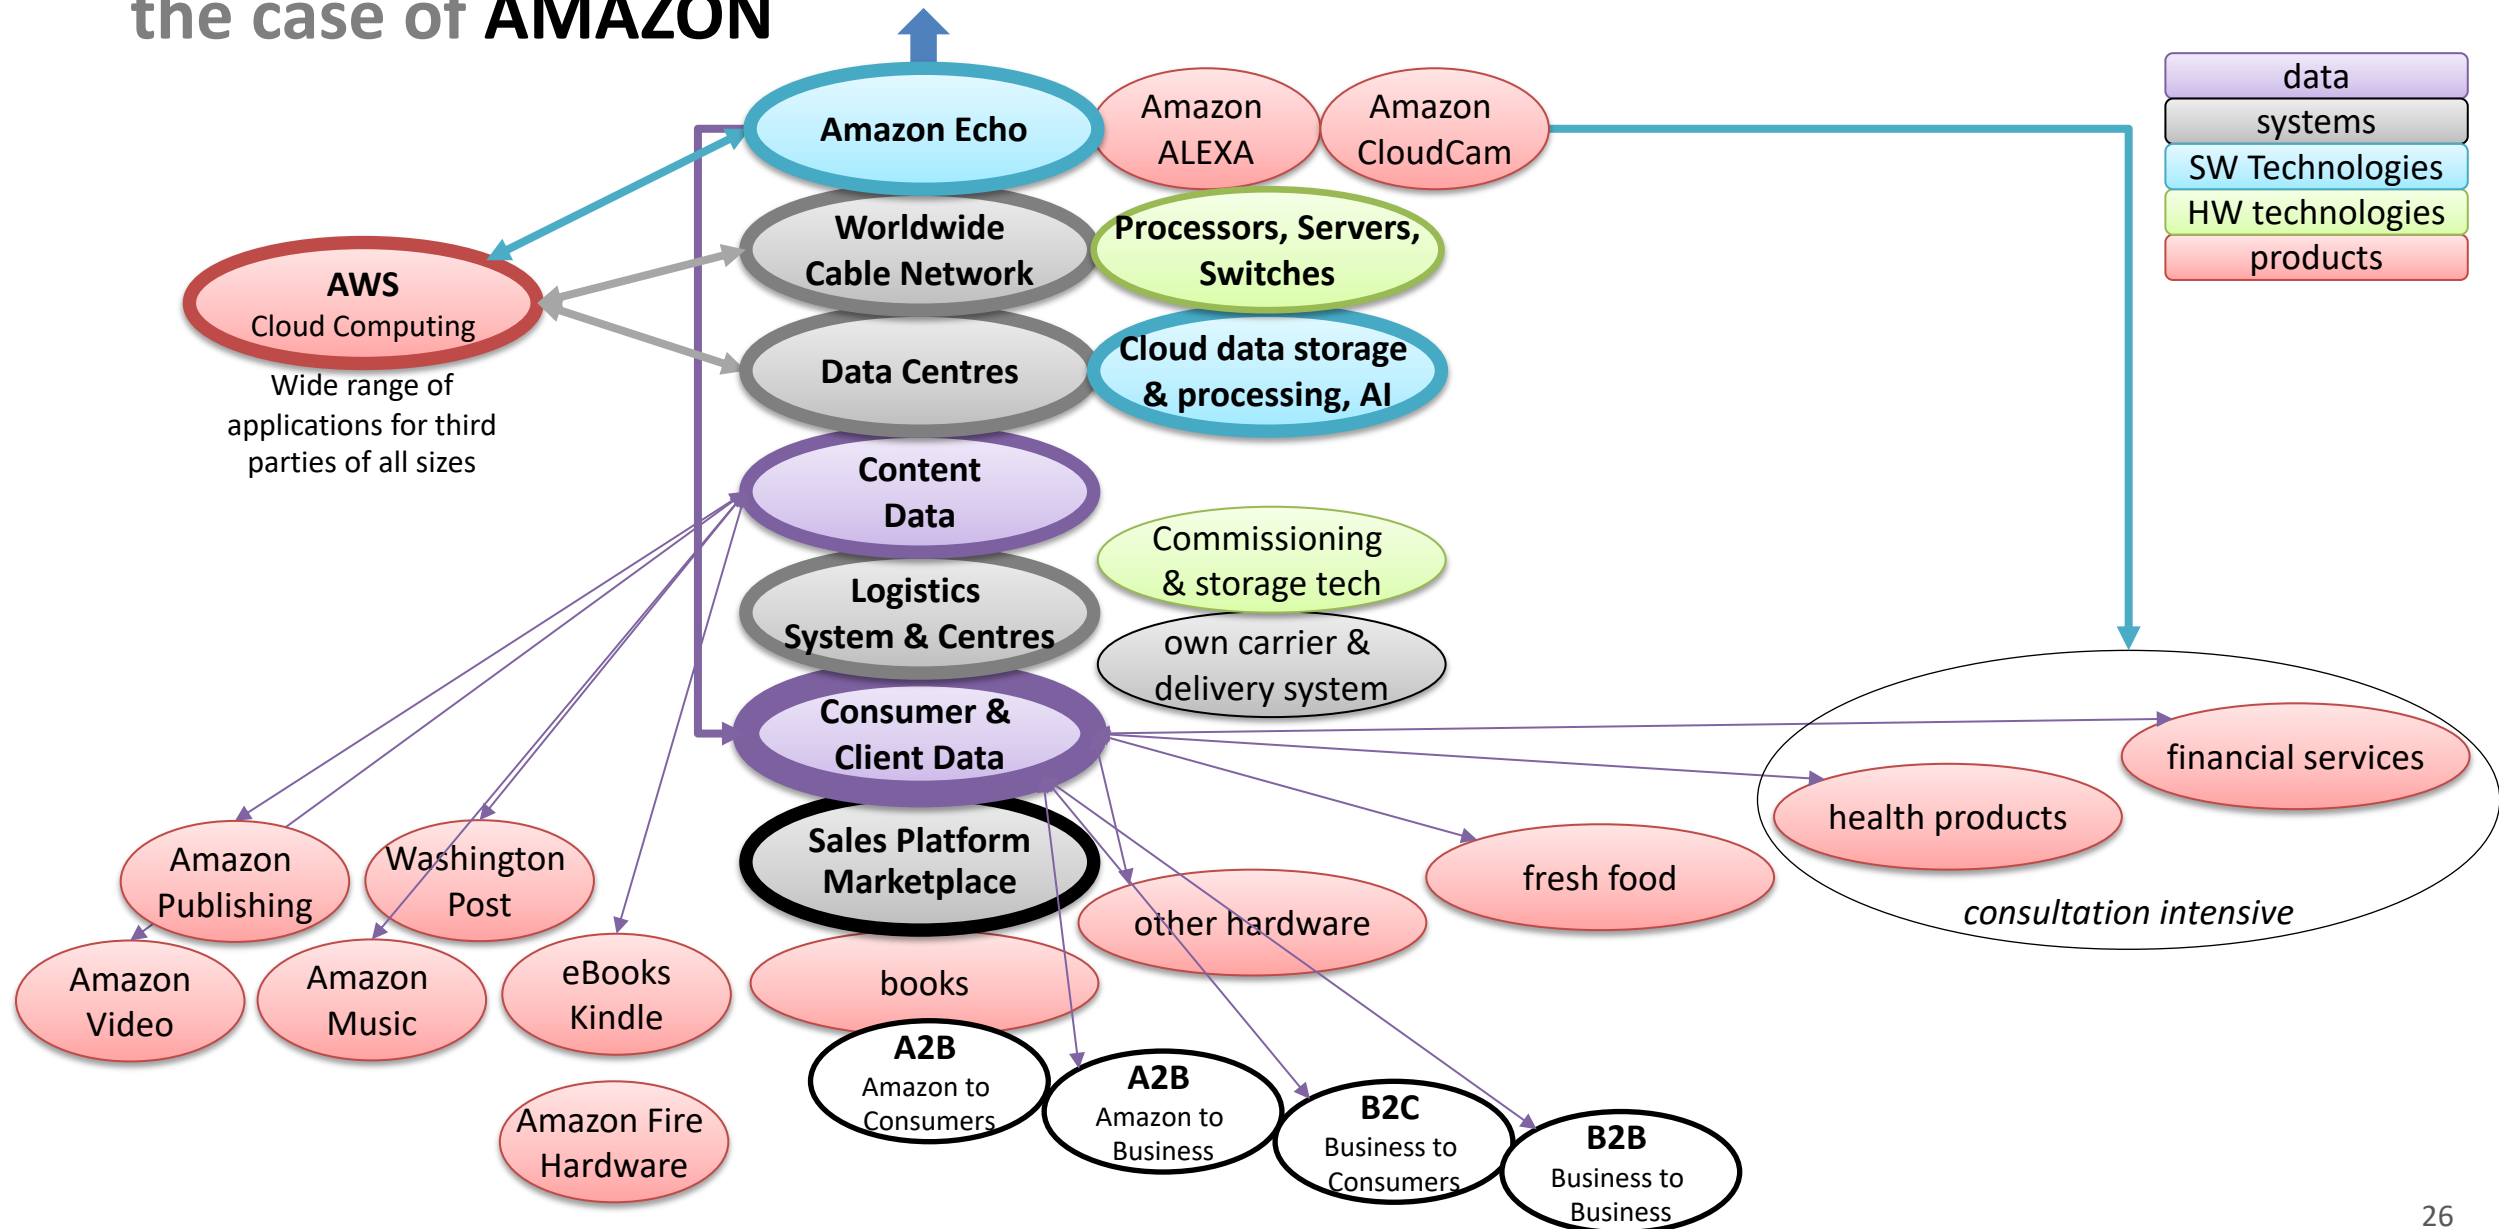 the case of AMAZON
Amazon Echo
Amazon
ALEXA
Amazon
CloudCam
data
systems
SW Technologies
HW technologies
products
Worldwide
Cable Network
Processors, Servers,
Switches
AWS
Cloud Computing
Wide range of
applications for third
parties of all sizes
Data Centres
Cloud data storage
& processing, AI
Content
Data
Logistics
System & Centres
Commissioning
& storage tech
own carrier &
delivery system
Consumer &
Client Data
financial services
health products
consultation intensive
Sales Platform
Marketplace
fresh food
other hardware
Amazon
Publishing
Washington
Post
Amazon
Video
Amazon
Music
eBooks
Kindle
books
Amazon Fire
Hardware
A2B
Amazon to
Consumers
A2B
Amazon to
Business
B2C
Business to
Consumers
B2B
Business to
Business
26